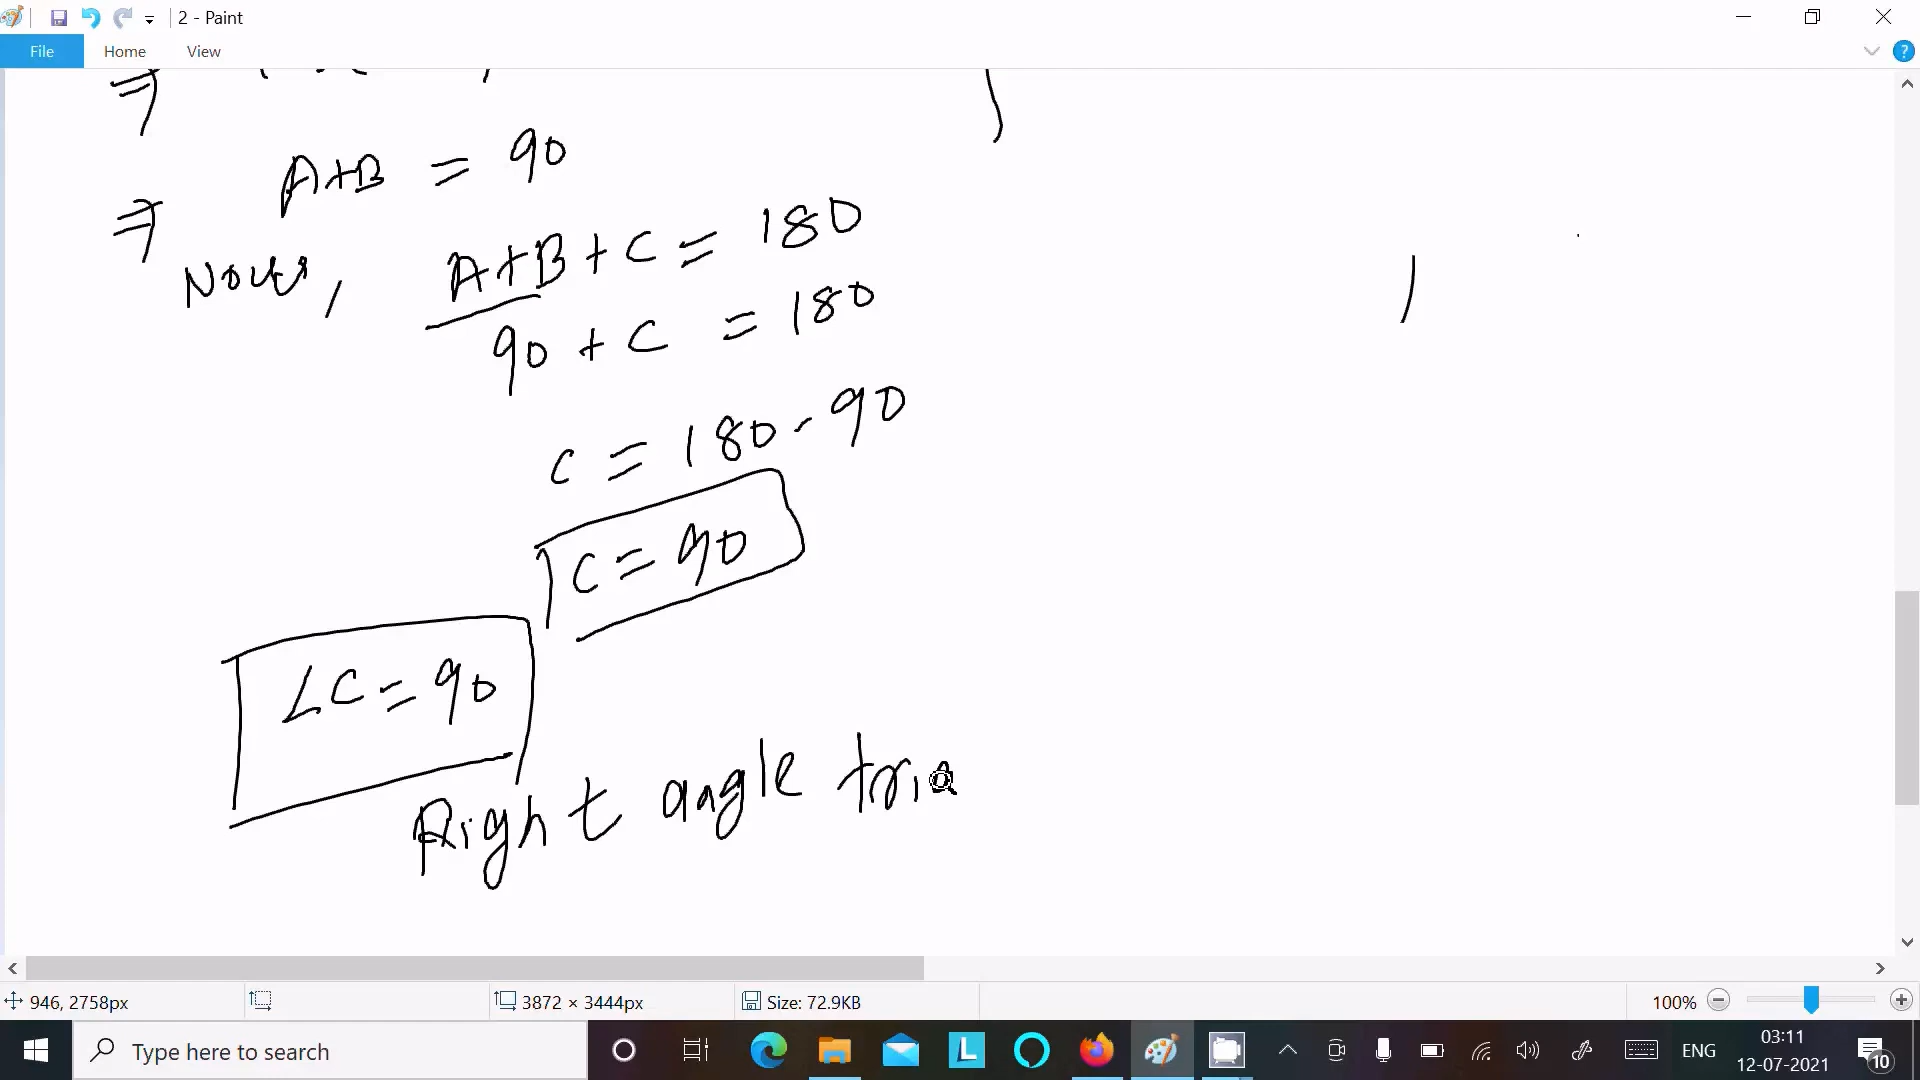 2 - Paint
File Home View
⇒
A+B = 90
⇒
Now, A+B+C = 180
90 + C = 180
C = 180 - 90
C = 90
∠C = 90
Right angle tria
946, 2758px
3872 × 3444px
Size: 72.9KB
100%
Type here to search
ENG
03:11
12-07-2021
10